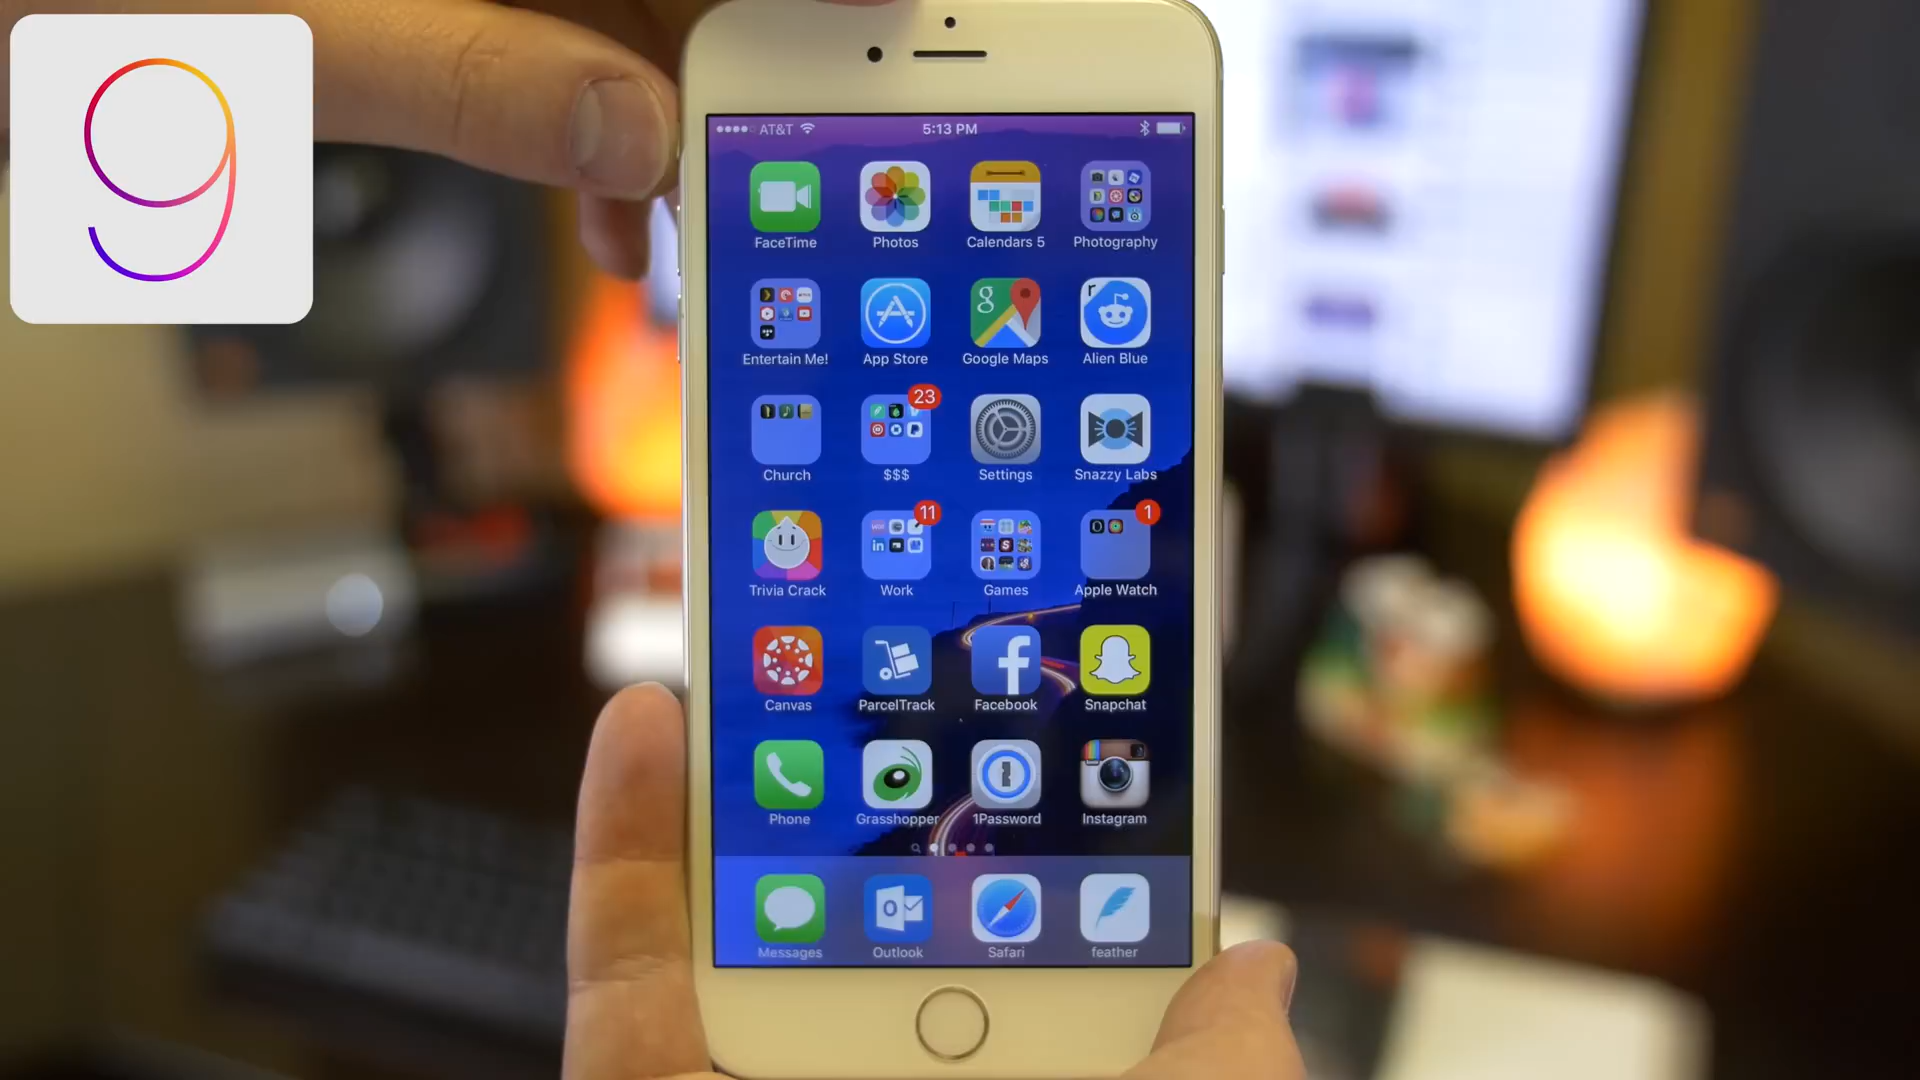 9
AT&T 5:13 PM
FaceTime Photos Calendars 5 Photography
Entertain Me! App Store Google Maps Alien Blue
23
Church $$$ Settings Snazzy Labs
11 1
Trivia Crack Work Games Apple Watch
Canvas ParcelTrack Facebook Snapchat
Phone Grasshopper 1Password Instagram
Messages Outlook Safari feather